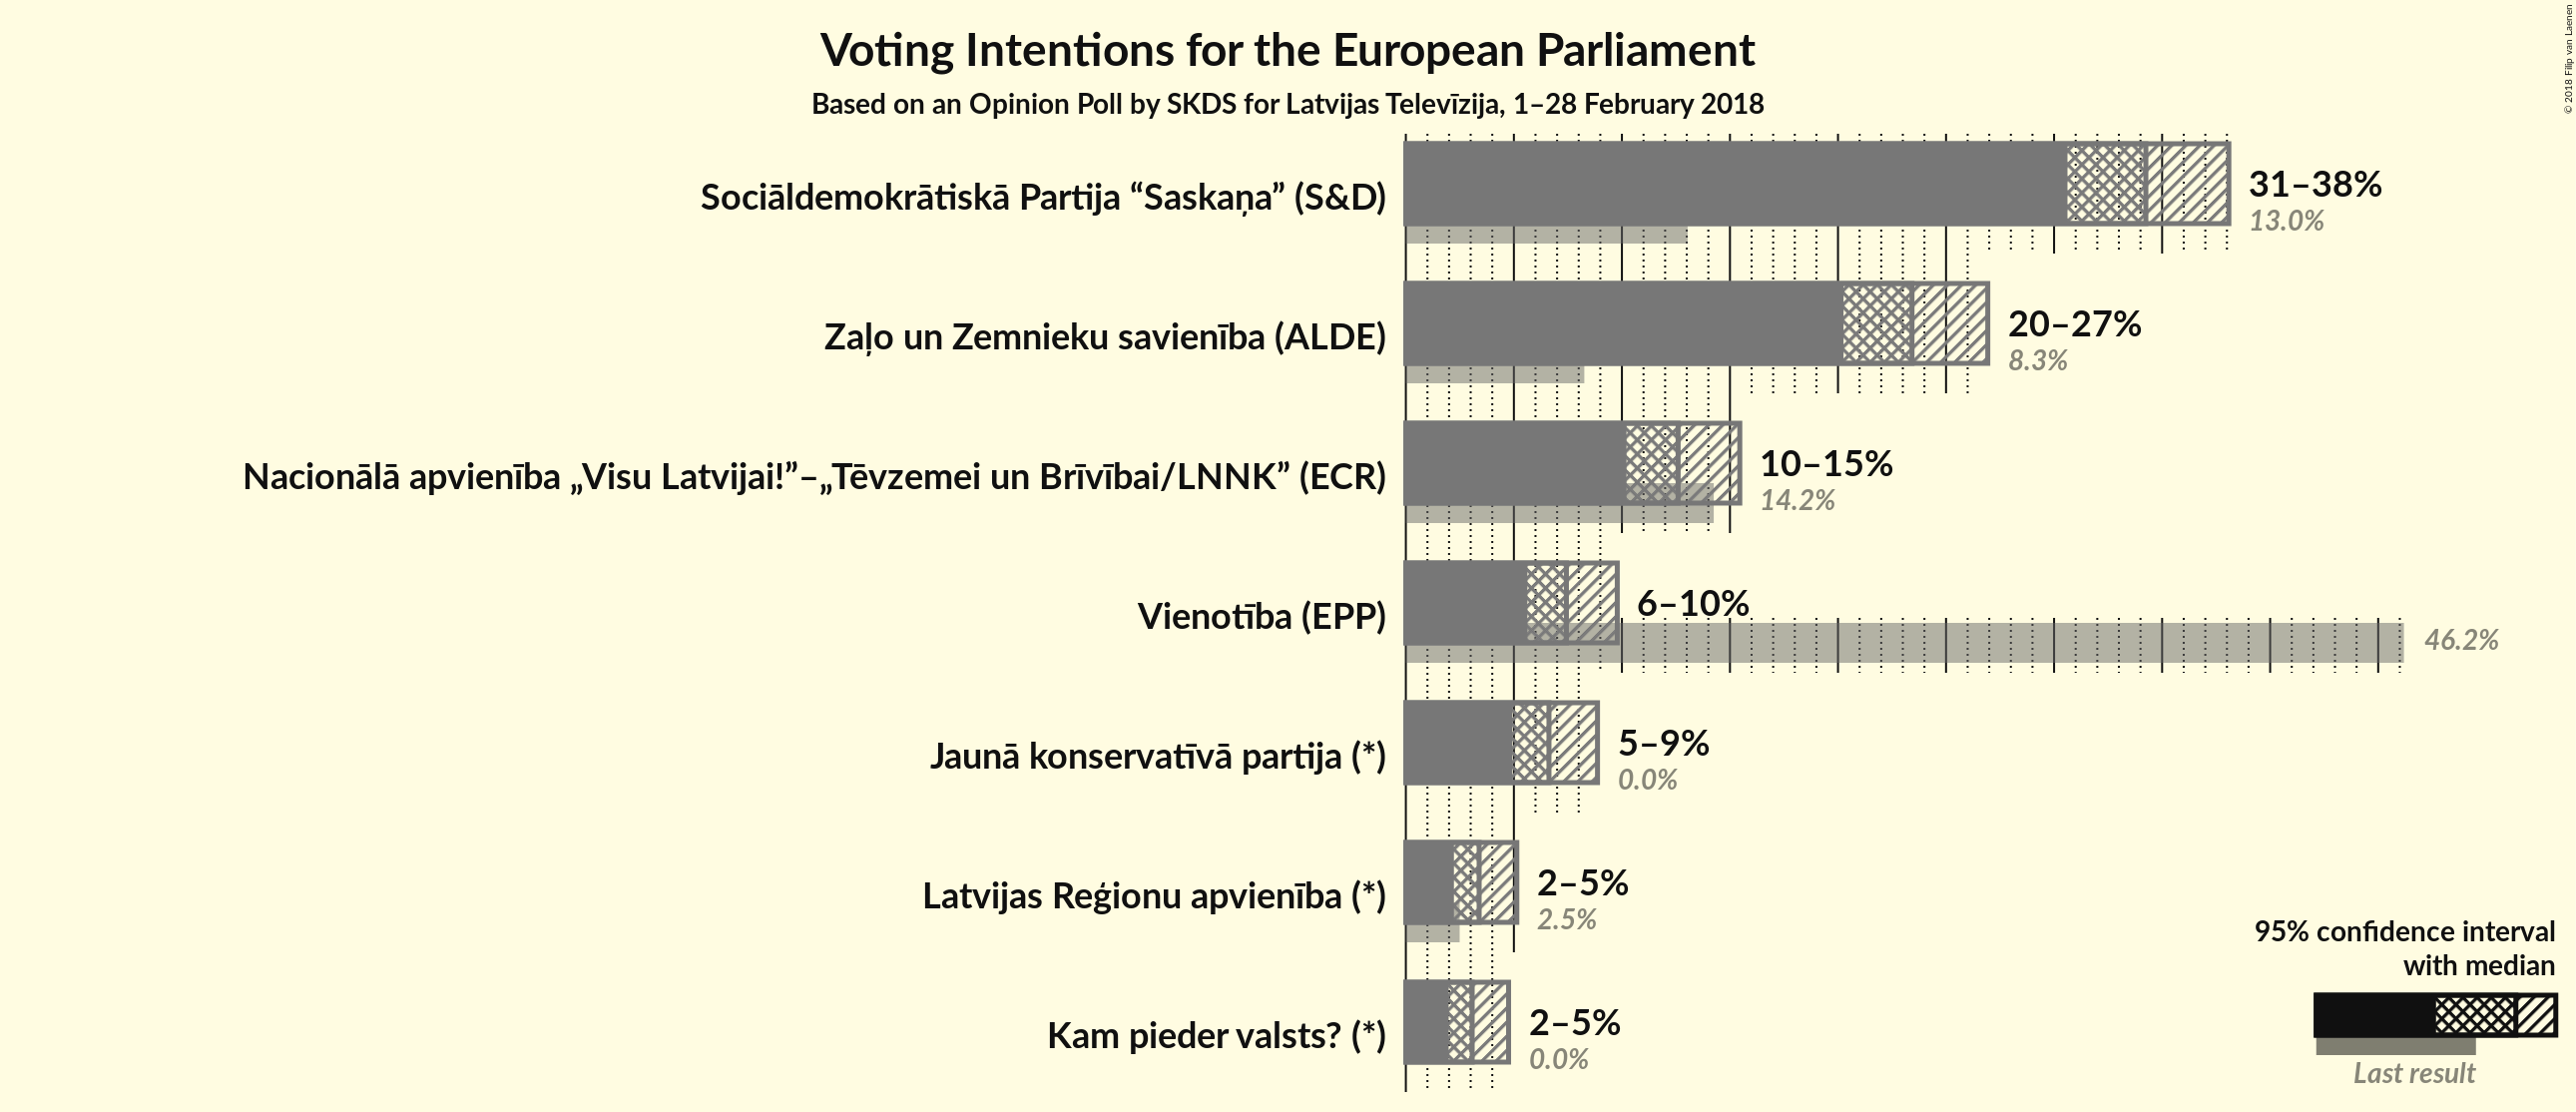 Voting Intentions for the European Parliament
Based on an Opinion Poll by SKDS for Latvijas Televīzija, 1–28 February 2018
© 2018 Filip van Laenen
Sociāldemokrātiskā Partija “Saskaņa” (S&D)
31–38%
13.0%
Zaļo un Zemnieku savienība (ALDE)
20–27%
8.3%
Nacionālā apvienība „Visu Latvijai!”–„Tēvzemei un Brīvībai/LNNK” (ECR)
10–15%
14.2%
Vienotība (EPP)
6–10%
46.2%
Jaunā konservatīvā partija (*)
5–9%
0.0%
Latvijas Reģionu apvienība (*)
2–5%
2.5%
Kam pieder valsts? (*)
2–5%
0.0%
95% confidence interval
with median
Last result